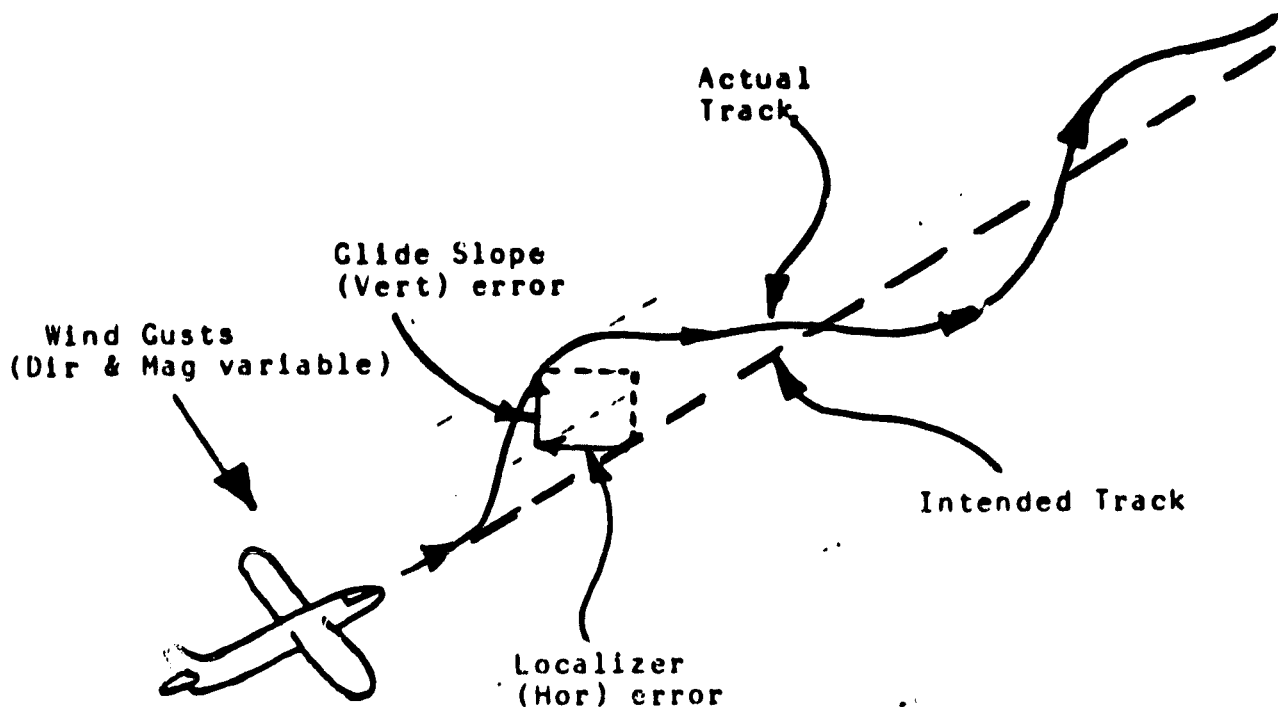 Actual
Track
Glide Slope
(Vert) error
Wind Gusts
(Dir & Mag variable)
Intended Track
Localizer
(Hor) error